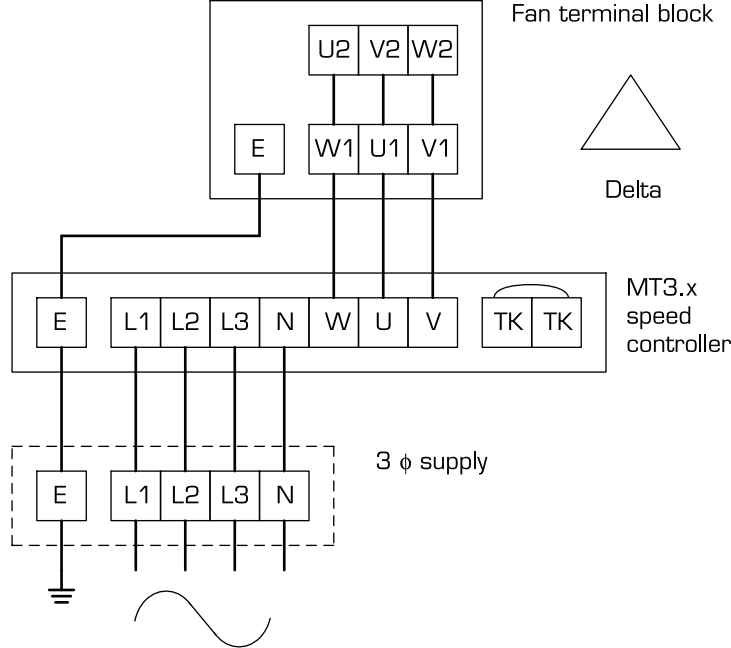 Fan terminal block
U2 V2 W2
E W1 U1 V1
Delta
MT3.x
speed
controller
E L1 L2 L3 N W U V TK TK
3 ϕ supply
E L1 L2 L3 N